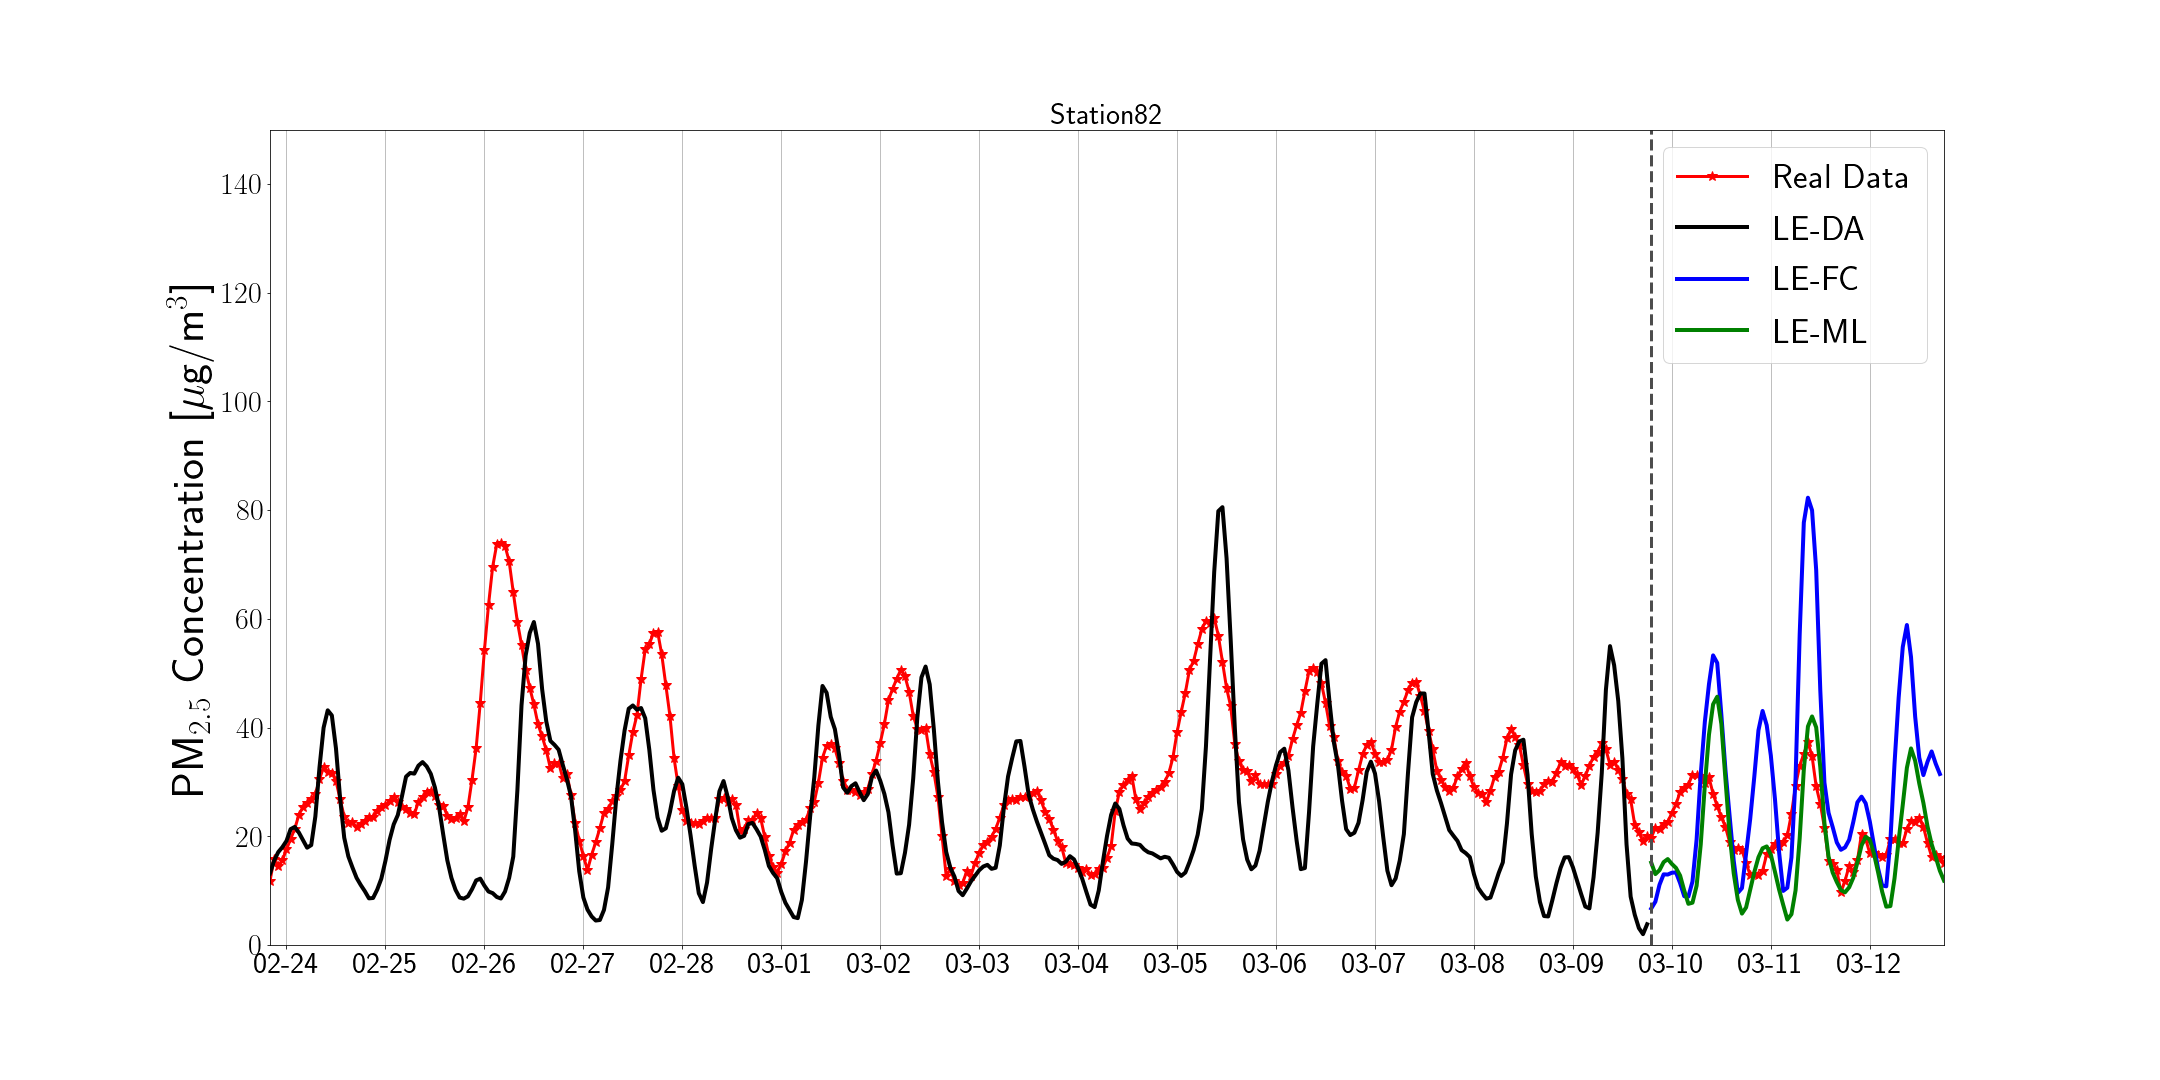 Station82
PM2.5 Concentration [μg/m³]
140
120
100
80
60
40
20
0
Real Data
LE-DA
LE-FC
LE-ML
02-24 02-25 02-26 02-27 02-28 03-01 03-02 03-03 03-04 03-05 03-06 03-07 03-08 03-09 03-10 03-11 03-12